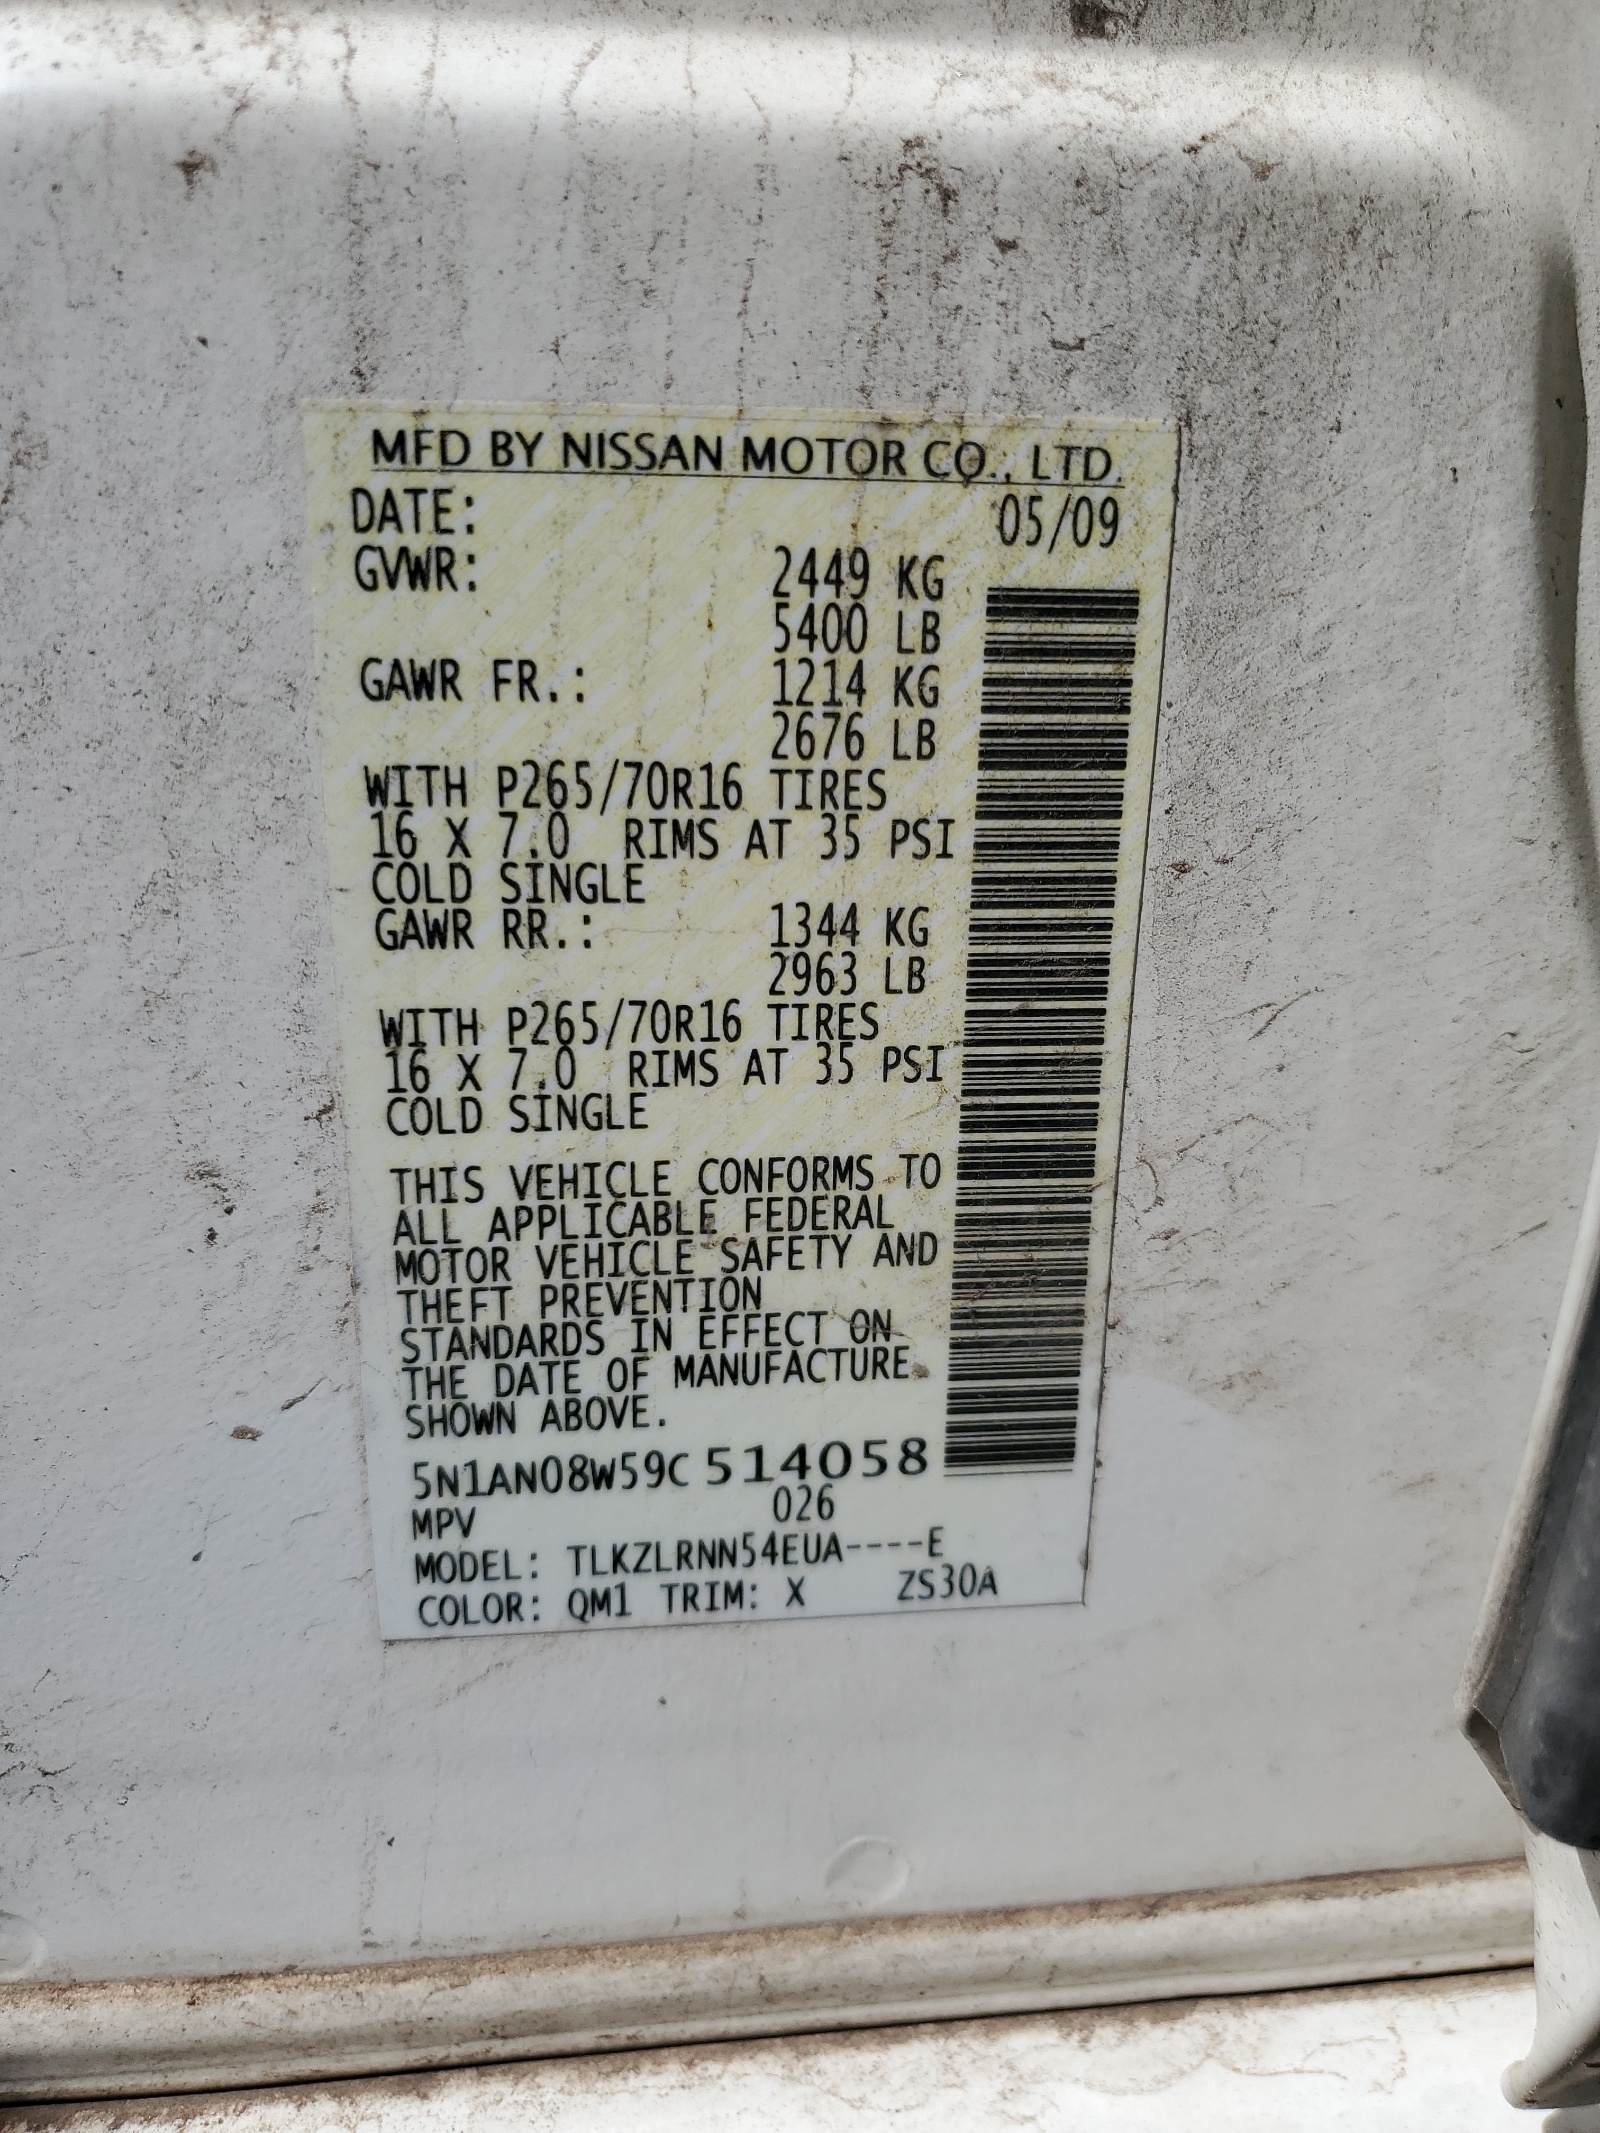 MFD BY NISSAN MOTOR CO., LTD.
DATE: 05/09
GVWR: 2449 KG
5400 LB
GAWR FR.: 1214 KG
2676 LB
WITH P265/70R16 TIRES
16 X 7.0 RIMS AT 35 PSI
COLD SINGLE
GAWR RR.: 1344 KG
2963 LB
WITH P265/70R16 TIRES
16 X 7.0 RIMS AT 35 PSI
COLD SINGLE
THIS VEHICLE CONFORMS TO
ALL APPLICABLE FEDERAL
MOTOR VEHICLE SAFETY AND
THEFT PREVENTION
STANDARDS IN EFFECT ON
THE DATE OF MANUFACTURE
SHOWN ABOVE.
5N1AN08W59C 514058
MPV 026
MODEL: TLKZLRNN54EUA----E
COLOR: QM1 TRIM: X ZS30A